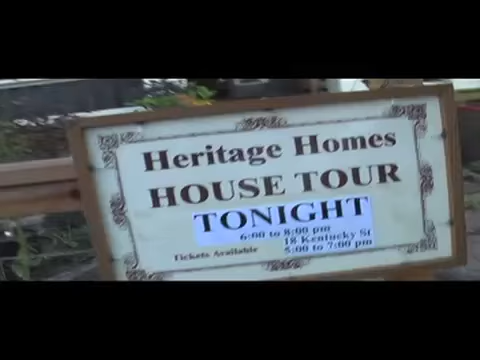 Heritage Homes
HOUSE TOUR
TONIGHT
6:00 to 8:00 pm
18 Kentucky St
Tickets Available
5:00 to 7:00 pm